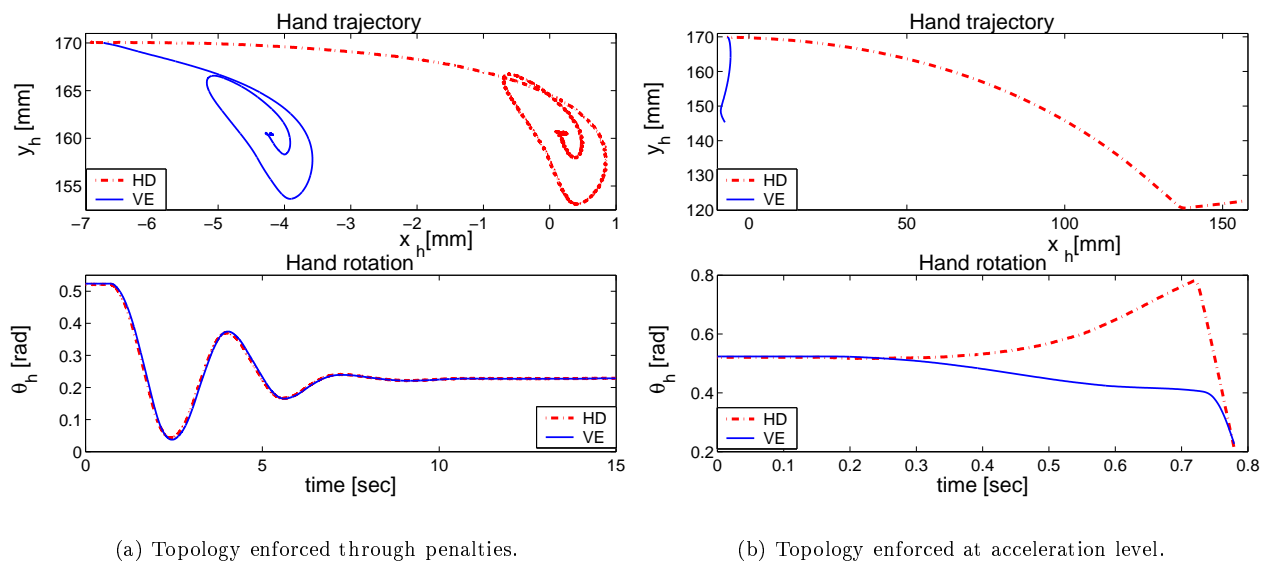 Hand trajectory
170
165
160
155
y_h [mm]
HD
VE
−7 −6 −5 −4 −3 −2 −1 0 1
x_h[mm]
Hand rotation
0.5
0.4
0.3
0.2
0.1
0
θ_h [rad]
HD
VE
0 5 10 15
time [sec]
(a) Topology enforced through penalties.
Hand trajectory
170
160
150
140
130
120
y_h [mm]
HD
VE
0 50 100 150
x_h[mm]
Hand rotation
0.8
0.6
0.4
0.2
θ_h [rad]
HD
VE
0 0.1 0.2 0.3 0.4 0.5 0.6 0.7 0.8
time [sec]
(b) Topology enforced at acceleration level.